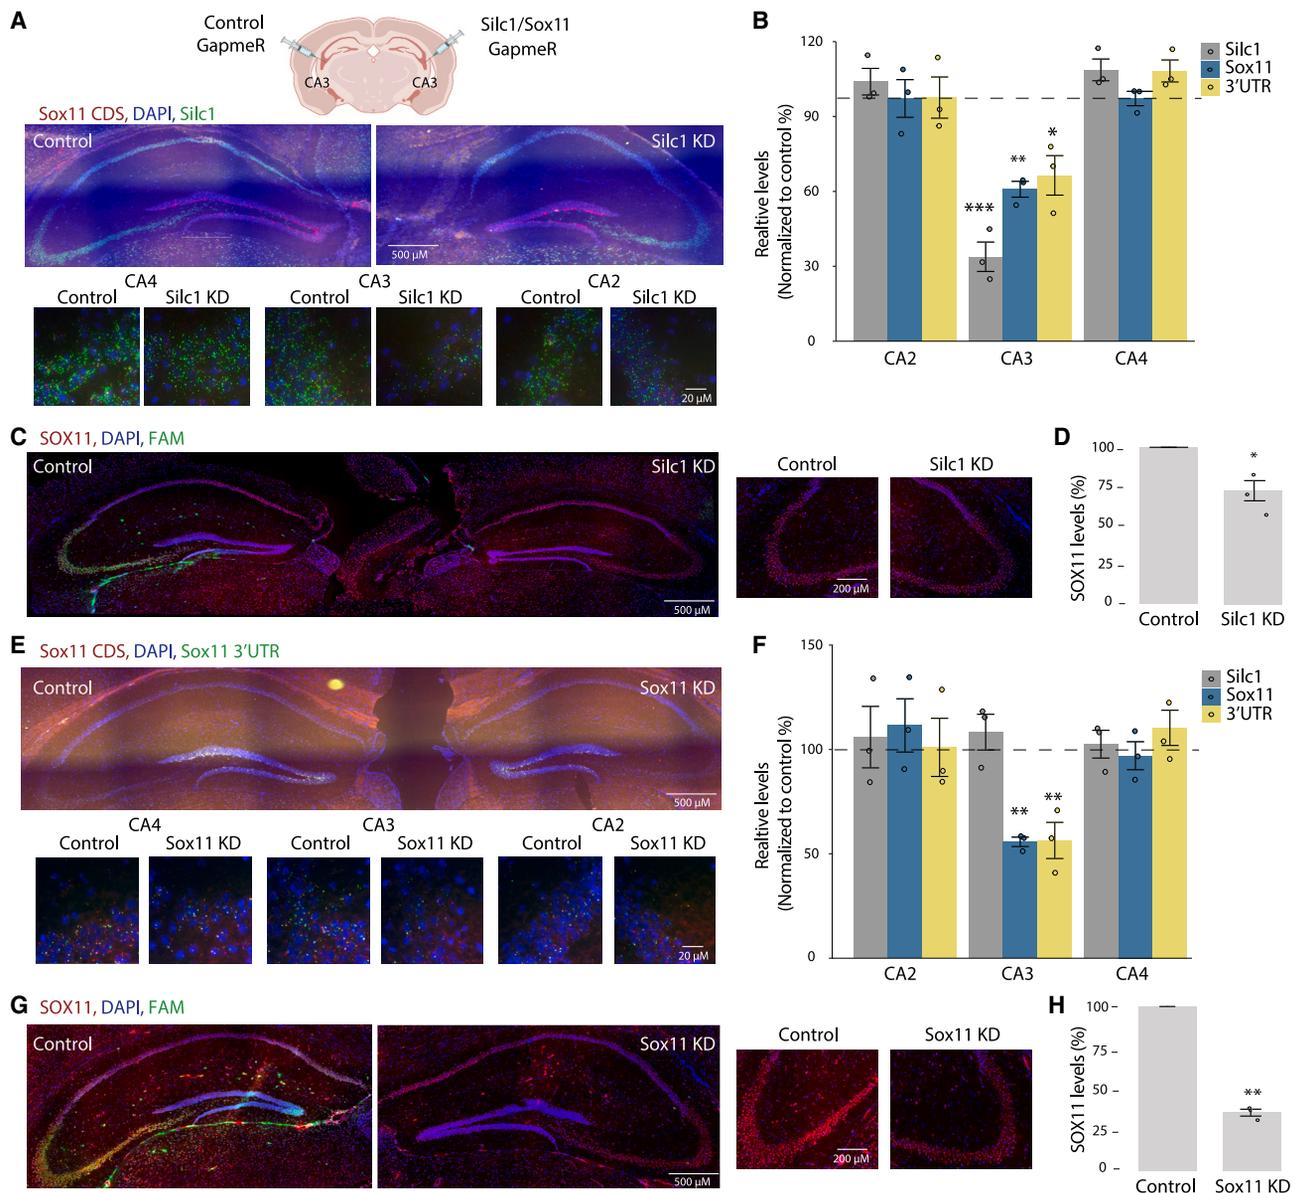 A
Control
GapmeR
Silc1/Sox11
GapmeR
CA3
CA3
Sox11 CDS, DAPI, Silc1
Control
Silc1 KD
500 µM
CA4
CA3
CA2
Control
Silc1 KD
Control
Silc1 KD
Control
Silc1 KD
20 µM
B
Realtive levels
(Normalized to control %)
120
90
60
30
0
***
**
*
CA2
CA3
CA4
Silc1
Sox11
3'UTR
C
SOX11, DAPI, FAM
Control
Silc1 KD
500 µM
Control
Silc1 KD
200 µM
D
SOX11 levels (%)
100
75
50
25
0
*
Control
Silc1 KD
E
Sox11 CDS, DAPI, Sox11 3'UTR
Control
Sox11 KD
500 µM
CA4
CA3
CA2
Control
Sox11 KD
Control
Sox11 KD
Control
Sox11 KD
20 µM
F
Realtive levels
(Normalized to control %)
150
100
50
0
**
**
CA2
CA3
CA4
Silc1
Sox11
3'UTR
G
SOX11, DAPI, FAM
Control
Sox11 KD
500 µM
Control
Sox11 KD
200 µM
H
SOX11 levels (%)
100
75
50
25
0
**
Control
Sox11 KD